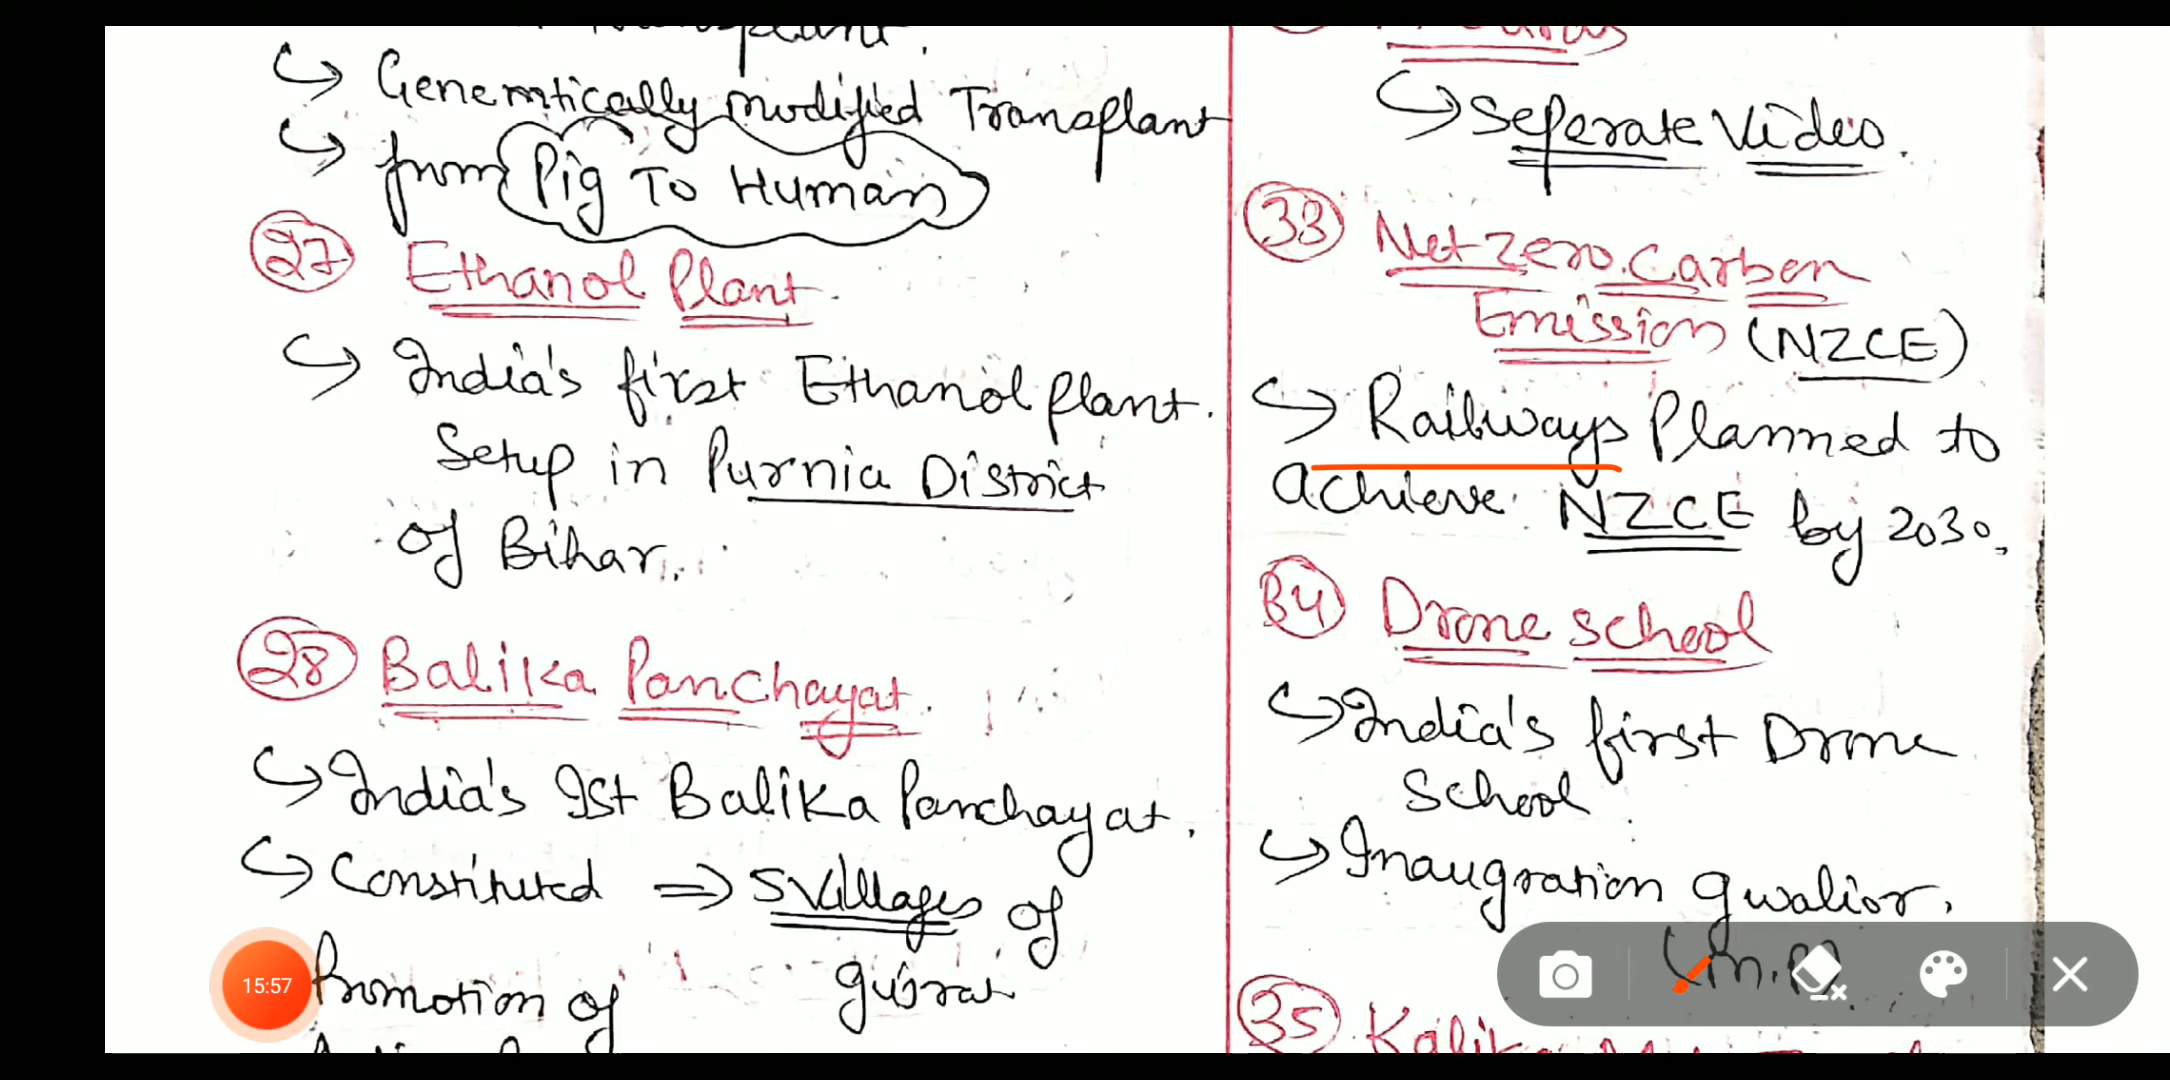 Genemtically modified Transplant
from Pig To Human
27 Ethanol Plant.
India's first Ethanol Plant.
Setup in Purnia District
of Bihar.
28 Balika Panchayat.
India's Ist Balika Panchayat.
Constituted ⇒ 5 Villages of
Gujrat
Promotion of
15:57
Seperate Video.
33 Net Zero Carbon
Emission (NZCE)
Railways Planned to
achieve NZCE by 2030.
34 Drone School
India's first Drone
School
Inaugration Gwalior.
35